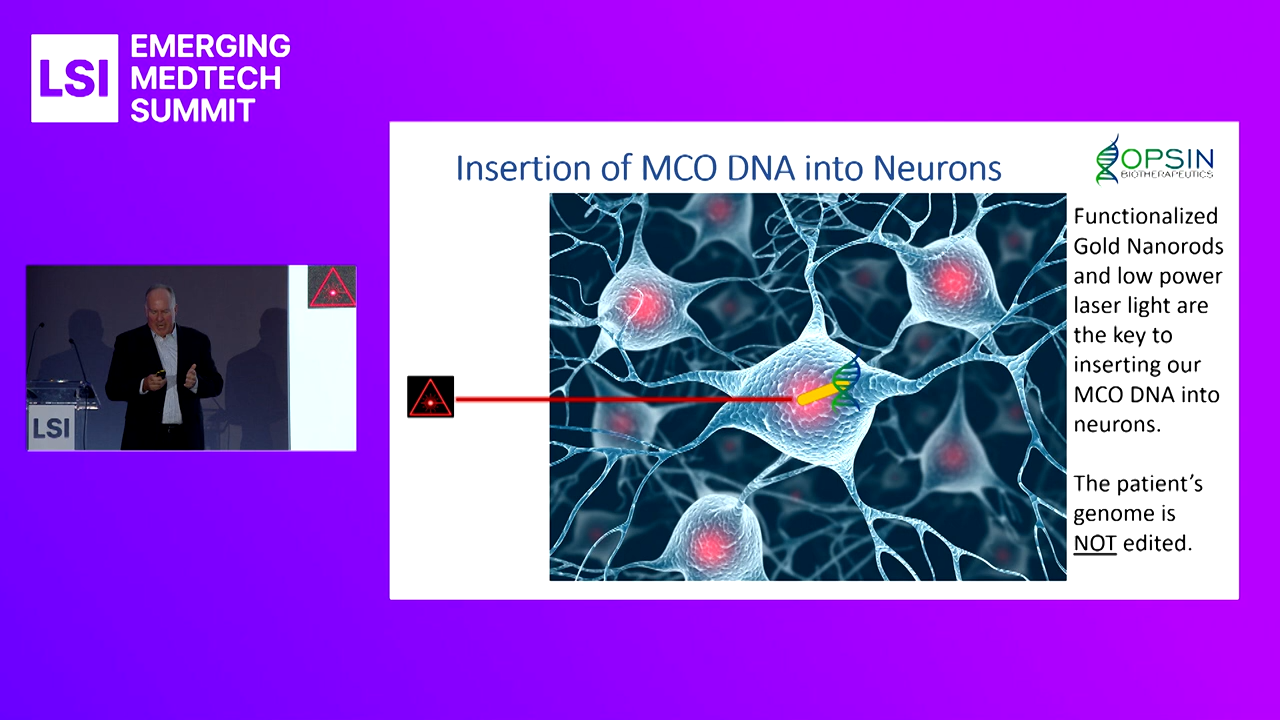 LSI
EMERGING
MEDTECH
SUMMIT
Insertion of MCO DNA into Neurons
OPSIN
BIOTHERAPEUTICS
Functionalized
Gold Nanorods
and low power
laser light are
the key to
inserting our
MCO DNA into
neurons.
The patient’s
genome is
NOT edited.
LSI